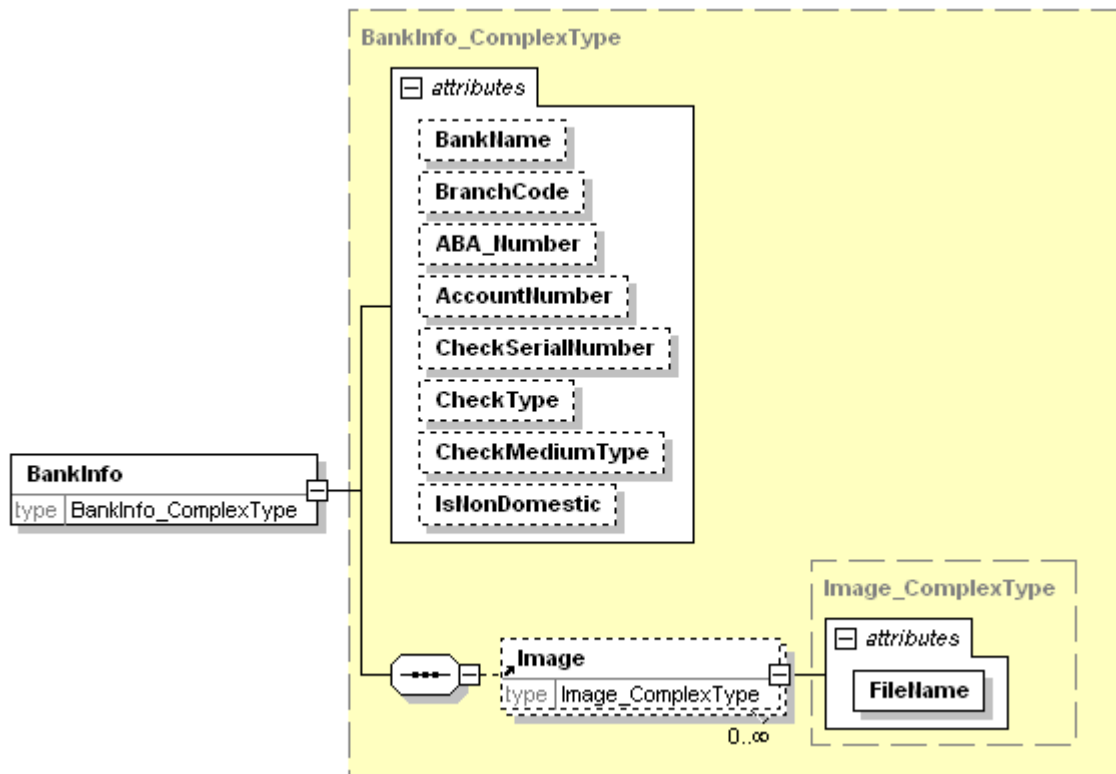 BankInfo_ComplexType
attributes
BankName
BranchCode
ABA_Number
AccountNumber
CheckSerialNumber
CheckType
CheckMediumType
IsNonDomestic
BankInfo
type BankInfo_ComplexType
Image_ComplexType
attributes
FileName
Image
type Image_ComplexType
0..∞